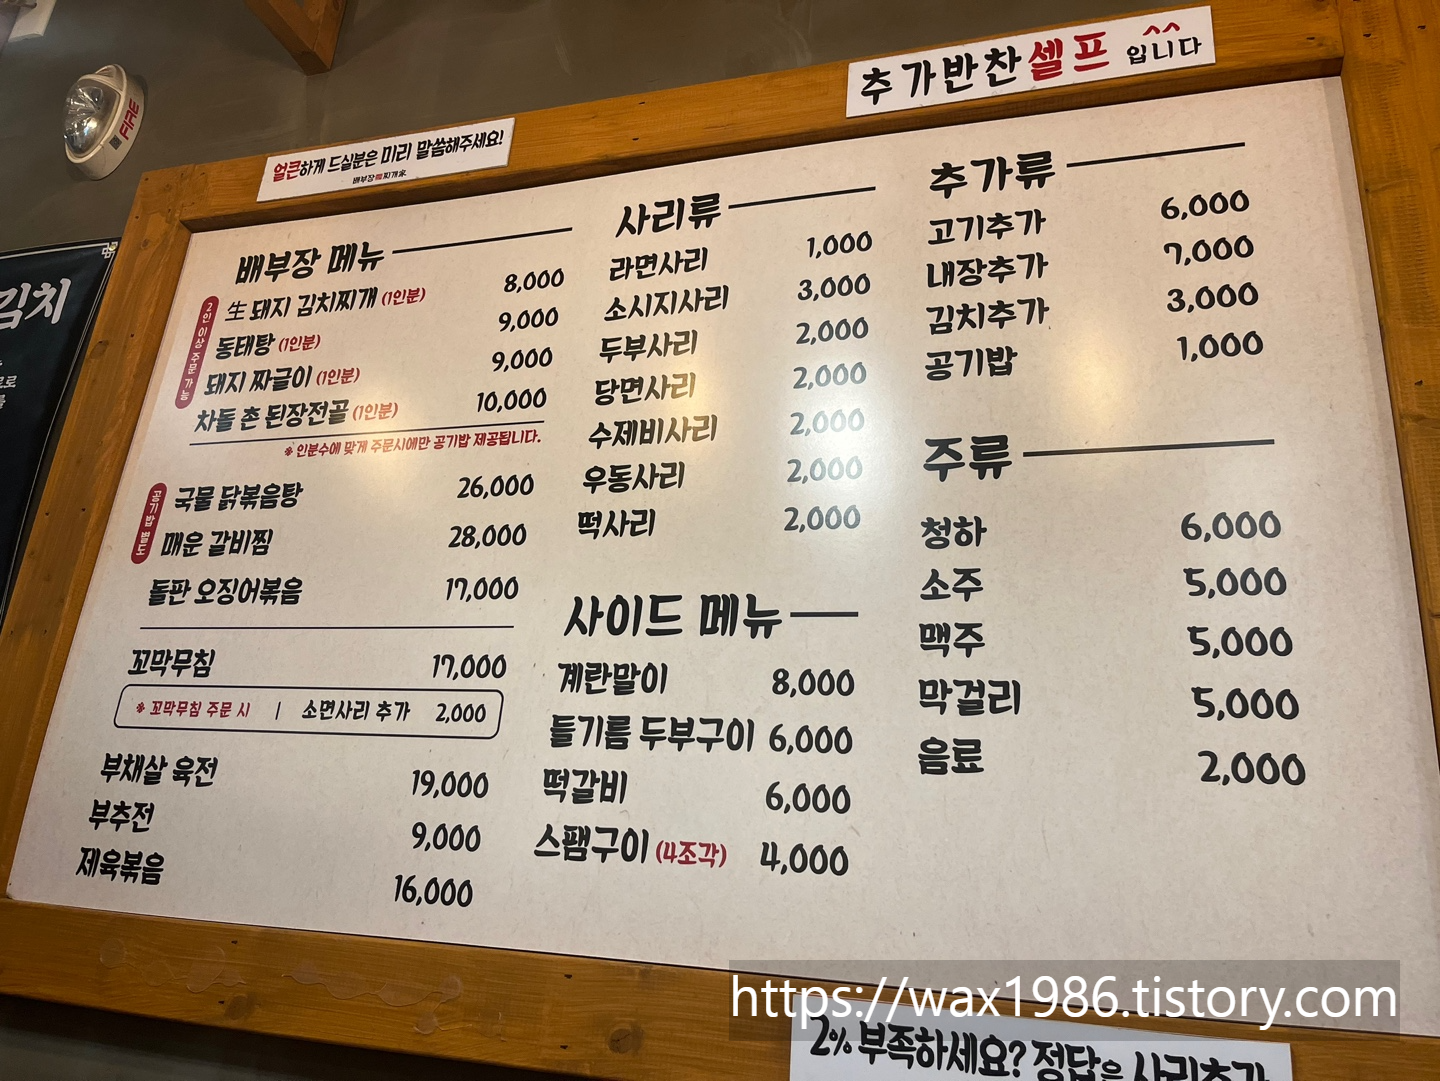 추가반찬셀프 입니다 ^^
FIRE
얼큰하게 드실분은 미리 말씀해주세요!
김치
배부장 메뉴
2인 이상 주문 가능
生 돼지 김치찌개 (1인분) 8,000
동태탕 (1인분) 9,000
돼지 짜글이 (1인분) 9,000
차돌 촌 된장전골 (1인분) 10,000
※ 인분수에 맞게 주문시에만 공기밥 제공됩니다.
공기밥 별도
국물 닭볶음탕 26,000
매운 갈비찜 28,000
돌판 오징어볶음 17,000
꼬막무침 17,000
※ 꼬막무침 주문 시 | 소면사리 추가 2,000
부채살 육전 19,000
부추전 9,000
제육볶음 16,000
사리류
라면사리 1,000
소시지사리 3,000
두부사리 2,000
당면사리 2,000
수제비사리 2,000
우동사리 2,000
떡사리 2,000
사이드 메뉴
계란말이 8,000
들기름 두부구이 6,000
떡갈비 6,000
스팸구이 (4조각) 4,000
추가류
고기추가 6,000
내장추가 7,000
김치추가 3,000
공기밥 1,000
주류
청하 6,000
소주 5,000
맥주 5,000
막걸리 5,000
음료 2,000
https://wax1986.tistory.com
2% 부족하세요? 정답은 사리추가